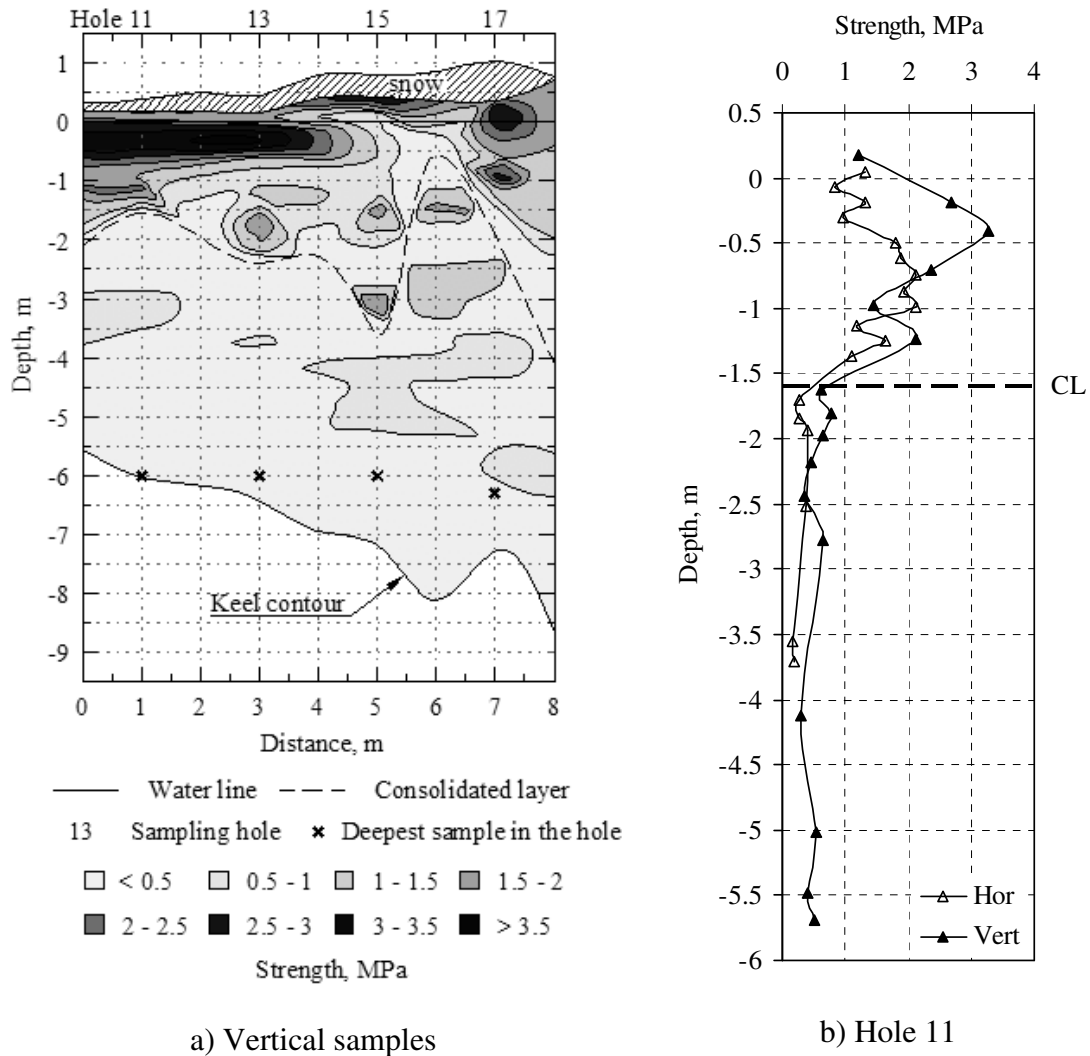 Hole 11 13 15 17
1
0
-1
-2
-3
-4
-5
-6
-7
-8
-9
Depth, m
snow
Keel contour
0 1 2 3 4 5 6 7 8
Distance, m
Water line
Consolidated layer
13 Sampling hole
Deepest sample in the hole
< 0.5 0.5 - 1 1 - 1.5 1.5 - 2
2 - 2.5 2.5 - 3 3 - 3.5 > 3.5
Strength, MPa
a) Vertical samples
Strength, MPa
0 1 2 3 4
0.5
0
-0.5
-1
-1.5
-2
-2.5
-3
-3.5
-4
-4.5
-5
-5.5
-6
Depth, m
CL
Hor
Vert
b) Hole 11